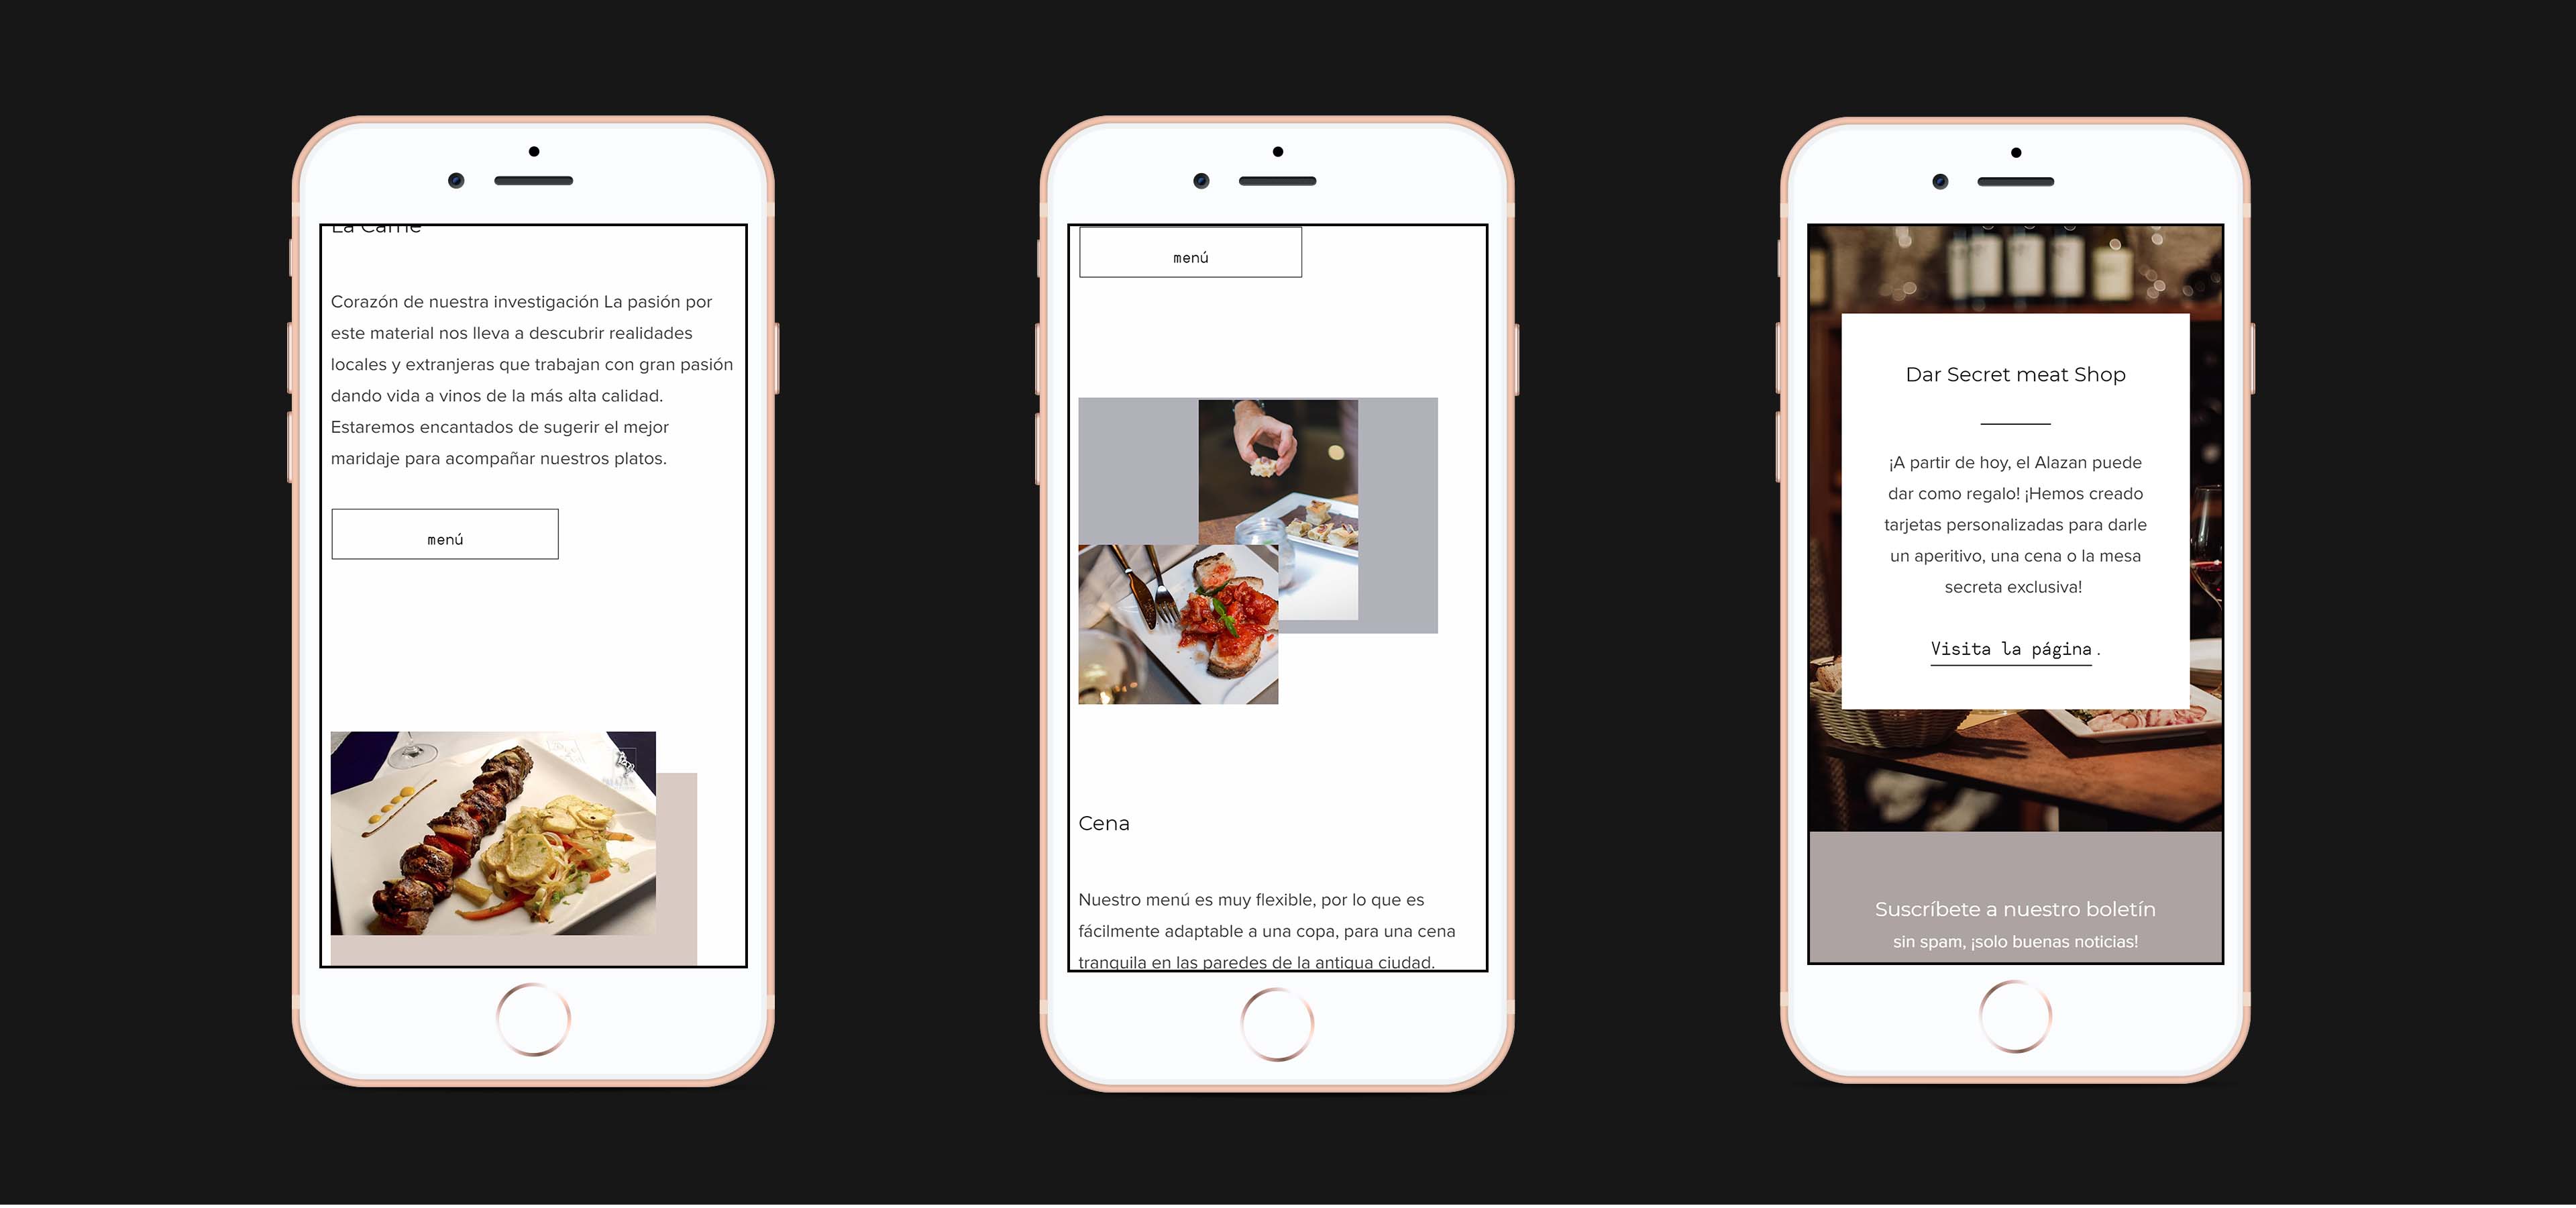 La Carne
Corazón de nuestra investigación La pasión por
este material nos lleva a descubrir realidades
locales y extranjeras que trabajan con gran pasión
dando vida a vinos de la más alta calidad.
Estaremos encantados de sugerir el mejor
maridaje para acompañar nuestros platos.
menú
menú
Cena
Nuestro menú es muy flexible, por lo que es
fácilmente adaptable a una copa, para una cena
tranquila en las paredes de la antigua ciudad.
Dar Secret meat Shop
¡A partir de hoy, el Alazan puede
dar como regalo! ¡Hemos creado
tarjetas personalizadas para darle
un aperitivo, una cena o la mesa
secreta exclusiva!
Visita la página.
Suscríbete a nuestro boletín
sin spam, ¡solo buenas noticias!